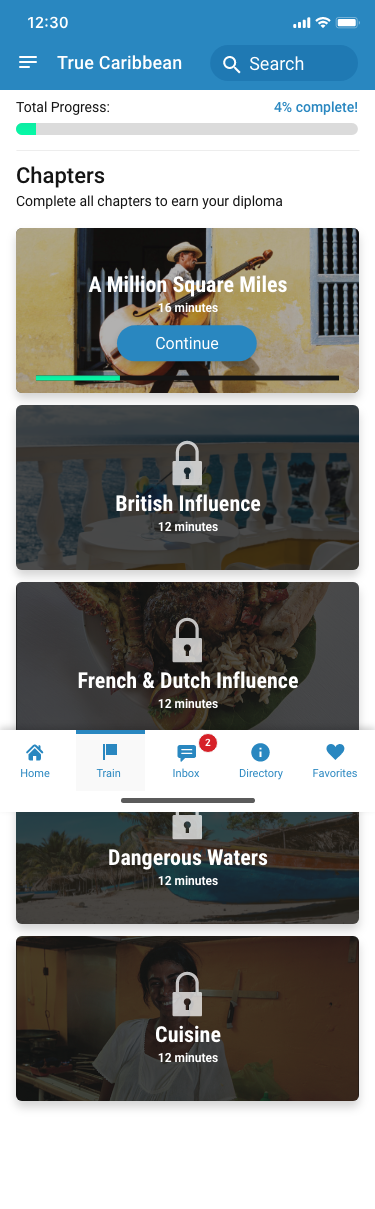 12:30
True Caribbean
Search
Total Progress:
4% complete!
Chapters
Complete all chapters to earn your diploma
A Million Square Miles
16 minutes
Continue
British Influence
12 minutes
French & Dutch Influence
12 minutes
2
Home
Train
Inbox
Directory
Favorites
Dangerous Waters
12 minutes
Cuisine
12 minutes